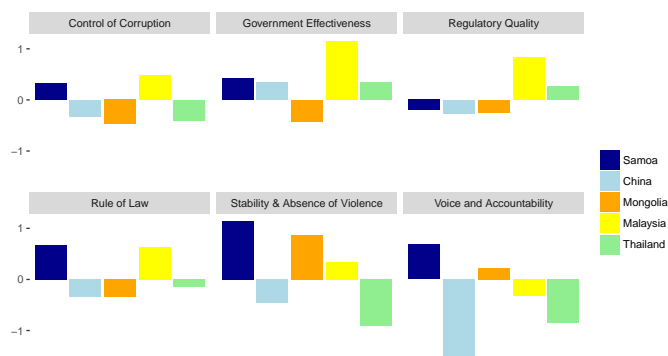 Control of Corruption
Government Effectiveness
Regulatory Quality
1
0
−1
Samoa
China
Mongolia
Malaysia
Thailand
Rule of Law
Stability & Absence of Violence
Voice and Accountability
1
0
−1